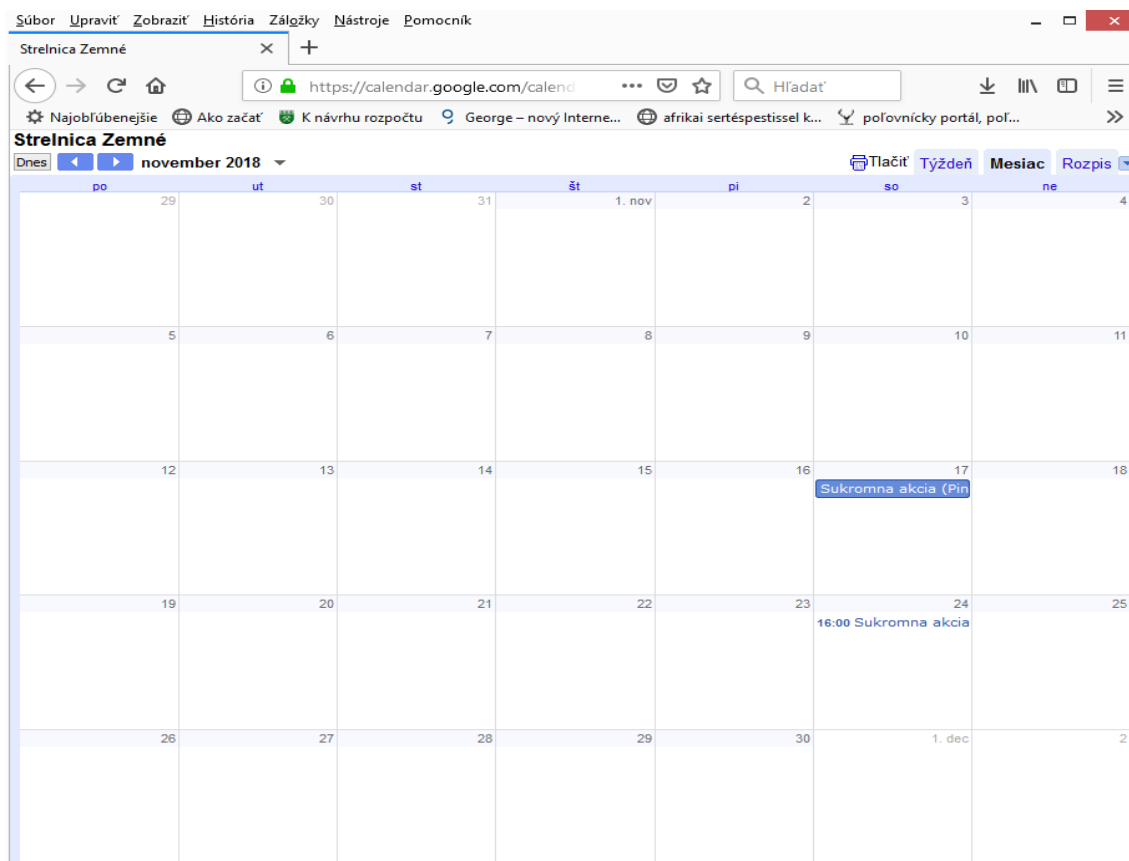 Súbor Upraviť Zobraziť História Záložky Nástroje Pomocník
Strelnica Zemné
https://calendar.google.com/calend Hľadať
Najobľúbenejšie Ako začať K návrhu rozpočtu George – nový Interne... afrikai sertéspestissel k... poľovnícky portál, poľ...
Strelnica Zemné
Dnes november 2018 Tlačiť Týždeň Mesiac Rozpis
po ut st št pi so ne
29 30 31 1. nov 2 3 4
5 6 7 8 9 10 11
12 13 14 15 16 17 18
Sukromna akcia (Pin
19 20 21 22 23 24 25
16:00 Sukromna akcia
26 27 28 29 30 1. dec 2